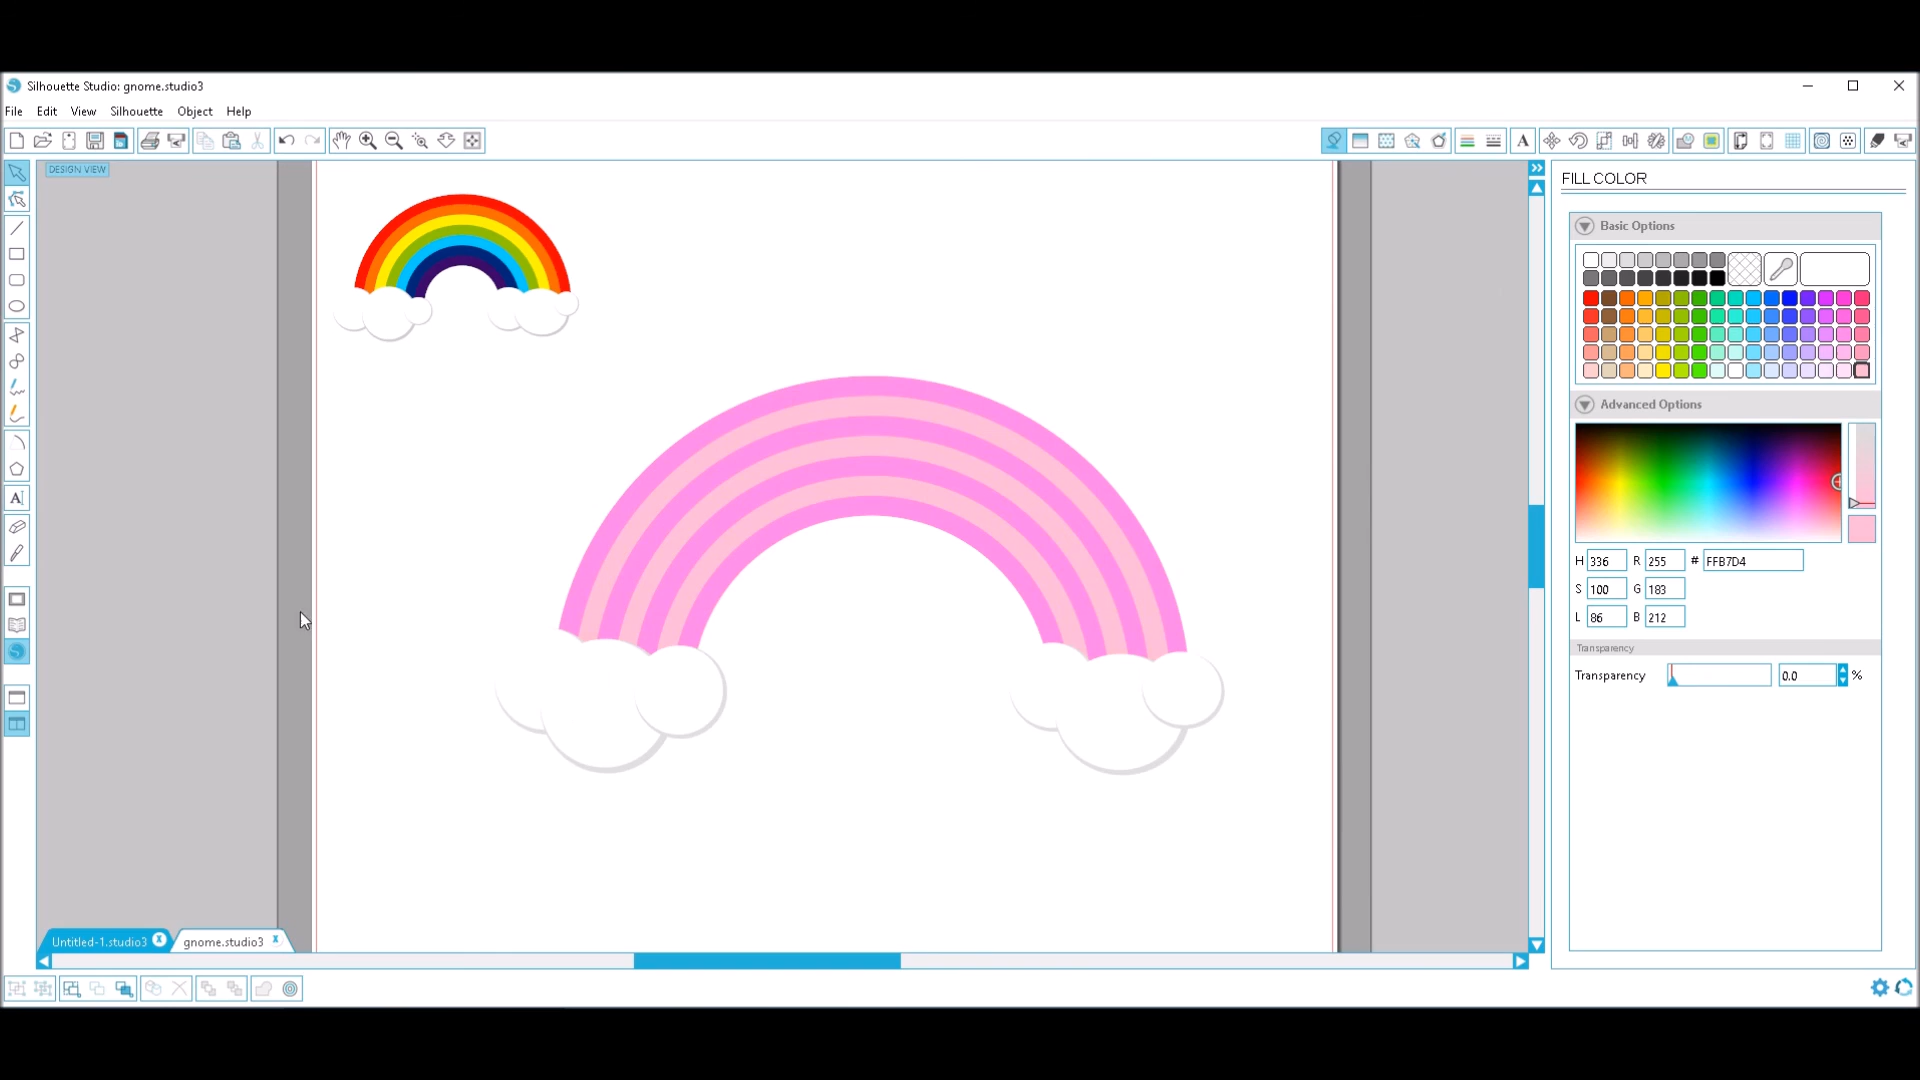 Silhouette Studio: gnome.studio3
File Edit View Silhouette Object Help
DESIGN VIEW
FILL COLOR
Basic Options
Advanced Options
H 336 R 255 # FFB7D4
S 100 G 183
L 86 B 212
Transparency
Transparency 0.0 %
Untitled-1.studio3 x gnome.studio3 x